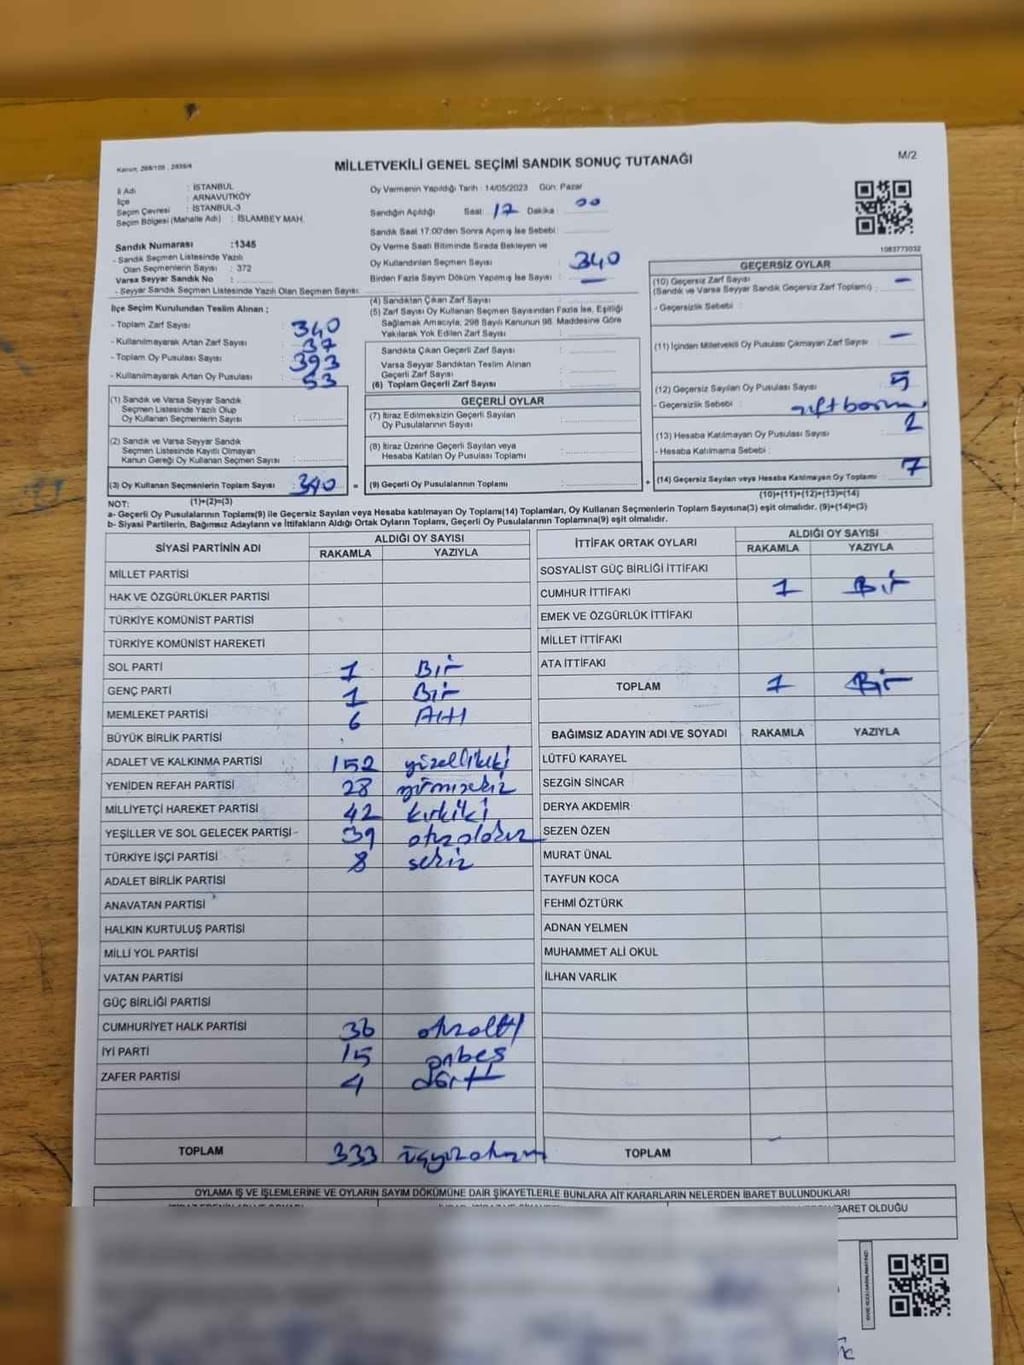 Kanun: 298/105 ; 2839/4
MİLLETVEKİLİ GENEL SEÇİMİ SANDIK SONUÇ TUTANAĞI
M/2
İl Adı : İSTANBUL
İlçe : ARNAVUTKÖY
Seçim Çevresi : İSTANBUL-3
Seçim Bölgesi (Mahalle Adı) : İSLAMBEY MAH.
Sandık Numarası :1345
- Sandık Seçmen Listesinde Yazılı
Olan Seçmenlerin Sayısı : 372
Varsa Seyyar Sandık No :
- Seyyar Sandık Seçmen Listesinde Yazılı Olan Seçmen Sayısı:
Oy Vermenin Yapıldığı Tarih : 14/05/2023 Gün: Pazar
Sandığın Açıldığı Saat 17 Dakika 00
Sandık Saat 17:00'den Sonra Açılmış İse Sebebi:
Oy Verme Saati Bitiminde Sırada Bekleyen ve
Oy Kullandırılan Seçmen Sayısı : 340
Birden Fazla Sayım Döküm Yapılmış İse Sayısı : —
1083773032
İlçe Seçim Kurulundan Teslim Alınan ;
- Toplam Zarf Sayısı : 340
- Kullanılmayarak Artan Zarf Sayısı : 37
- Toplam Oy Pusulası Sayısı : 393
- Kullanılmayarak Artan Oy Pusulası : 53
(1) Sandık ve Varsa Seyyar Sandık
Seçmen Listesinde Yazılı Olup
Oy Kullanan Seçmenlerin Sayısı :
(2) Sandık ve Varsa Seyyar Sandık
Seçmen Listesinde Kayıtlı Olmayan
Kanun Gereği Oy Kullanan Seçmen Sayısı :
(3) Oy Kullanan Seçmenlerin Toplam Sayısı : 340
(1)+(2)=(3)
(4) Sandıktan Çıkan Zarf Sayısı :
(5) Zarf Sayısı Oy Kullanan Seçmen Sayısından Fazla İse, Eşitliği
Sağlamak Amacıyla, 298 Sayılı Kanunun 98. Maddesine Göre
Yakılarak Yok Edilen Zarf Sayısı :
Sandıkta Çıkan Geçerli Zarf Sayısı
Varsa Seyyar Sandıktan Teslim Alınan
Geçerli Zarf Sayısı
(6) Toplam Geçerli Zarf Sayısı
GEÇERLİ OYLAR
(7) İtiraz Edilmeksizin Geçerli Sayılan
Oy Pusulalarının Sayısı
(8) İtiraz Üzerine Geçerli Sayılan veya
Hesaba Katılan Oy Pusulası Toplamı
= (9) Geçerli Oy Pusulalarının Toplamı +
GEÇERSİZ OYLAR
(10) Geçersiz Zarf Sayısı
(Sandık ve Varsa Seyyar Sandık Geçersiz Zarf Toplamı) : —
- Geçersizlik Sebebi :
(11) İçinden Milletvekili Oy Pusulası Çıkmayan Zarf Sayısı : —
(12) Geçersiz Sayılan Oy Pusulası Sayısı : 5
- Geçersizlik Sebebi :
(13) Hesaba Katılmayan Oy Pusulası Sayısı : 2
- Hesaba Katılmama Sebebi :
(14) Geçersiz Sayılan veya Hesaba Katılmayan Oy Toplamı : 7
(10)+(11)+(12)+(13)=(14)
NOT:
a- Geçerli Oy Pusulalarının Toplamı(9) ile Geçersiz Sayılan veya Hesaba katılmayan Oy Toplamı(14) Toplamları, Oy Kullanan Seçmenlerin Toplam Sayısına(3) eşit olmalıdır. (9)+(14)=(3)
b- Siyasi Partilerin, Bağımsız Adayların ve İttifakların Aldığı Ortak Oyların Toplamı, Geçerli Oy Pusulalarının Toplamına(9) eşit olmalıdır.
SİYASİ PARTİNİN ADI
ALDIĞI OY SAYISI
RAKAMLA YAZIYLA
MİLLET PARTİSİ
HAK VE ÖZGÜRLÜKLER PARTİSİ
TÜRKİYE KOMÜNİST PARTİSİ
TÜRKİYE KOMÜNİST HAREKETİ
SOL PARTİ 1 Bir
GENÇ PARTİ 1 Bir
MEMLEKET PARTİSİ 6 Altı
BÜYÜK BİRLİK PARTİSİ
ADALET VE KALKINMA PARTİSİ 152 yüzelliiki
YENİDEN REFAH PARTİSİ 28 yirmisekiz
MİLLİYETÇİ HAREKET PARTİSİ 42 kırkiki
YEŞİLLER VE SOL GELECEK PARTİSİ 39 otuzdokuz
TÜRKİYE İŞÇİ PARTİSİ 8 sekiz
ADALET BİRLİK PARTİSİ
ANAVATAN PARTİSİ
HALKIN KURTULUŞ PARTİSİ
MİLLİ YOL PARTİSİ
VATAN PARTİSİ
GÜÇ BİRLİĞİ PARTİSİ
CUMHURİYET HALK PARTİSİ 36 otuzaltı
İYİ PARTİ 15 onbeş
ZAFER PARTİSİ 4 dört
TOPLAM 333
İTTİFAK ORTAK OYLARI
ALDIĞI OY SAYISI
RAKAMLA YAZIYLA
SOSYALİST GÜÇ BİRLİĞİ İTTİFAKI
CUMHUR İTTİFAKI 1 Bir
EMEK VE ÖZGÜRLÜK İTTİFAKI
MİLLET İTTİFAKI
ATA İTTİFAKI
TOPLAM 1 Bir
BAĞIMSIZ ADAYIN ADI VE SOYADI RAKAMLA YAZIYLA
LÜTFÜ KARAYEL
SEZGİN SİNCAR
DERYA AKDEMİR
SEZEN ÖZEN
MURAT ÜNAL
TAYFUN KOCA
FEHMİ ÖZTÜRK
ADNAN YELMEN
MUHAMMET ALİ OKUL
İLHAN VARLIK
TOPLAM
OYLAMA İŞ VE İŞLEMLERİNE VE OYLARIN SAYIM DÖKÜMÜNE DAİR ŞİKAYETLERLE BUNLARA AİT KARARLARIN NELERDEN İBARET BULUNDUKLARI
İBARET OLDUĞU